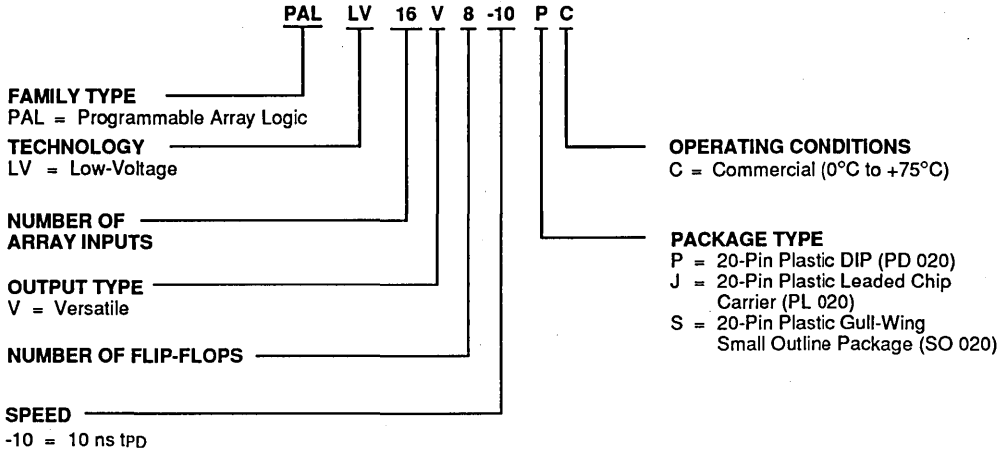 PAL LV 16 V 8 -10 P C
FAMILY TYPE
PAL = Programmable Array Logic
TECHNOLOGY
LV = Low-Voltage
NUMBER OF
ARRAY INPUTS
OUTPUT TYPE
V = Versatile
NUMBER OF FLIP-FLOPS
SPEED
-10 = 10 ns tPD
OPERATING CONDITIONS
C = Commercial (0°C to +75°C)
PACKAGE TYPE
P = 20-Pin Plastic DIP (PD 020)
J = 20-Pin Plastic Leaded Chip
Carrier (PL 020)
S = 20-Pin Plastic Gull-Wing
Small Outline Package (SO 020)